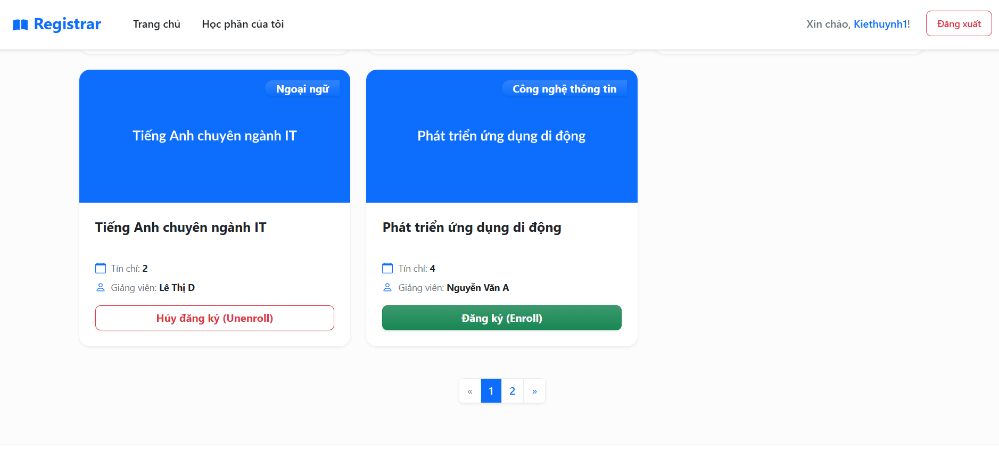 Registrar
Trang chủ
Học phần của tôi
Xin chào, Kiethuynh1!
Đăng xuất
Ngoại ngữ
Tiếng Anh chuyên ngành IT
Tiếng Anh chuyên ngành IT
Tín chỉ: 2
Giảng viên: Lê Thị D
Hủy đăng ký (Unenroll)
Công nghệ thông tin
Phát triển ứng dụng di động
Phát triển ứng dụng di động
Tín chỉ: 4
Giảng viên: Nguyễn Văn A
Đăng ký (Enroll)
« 1 2 »